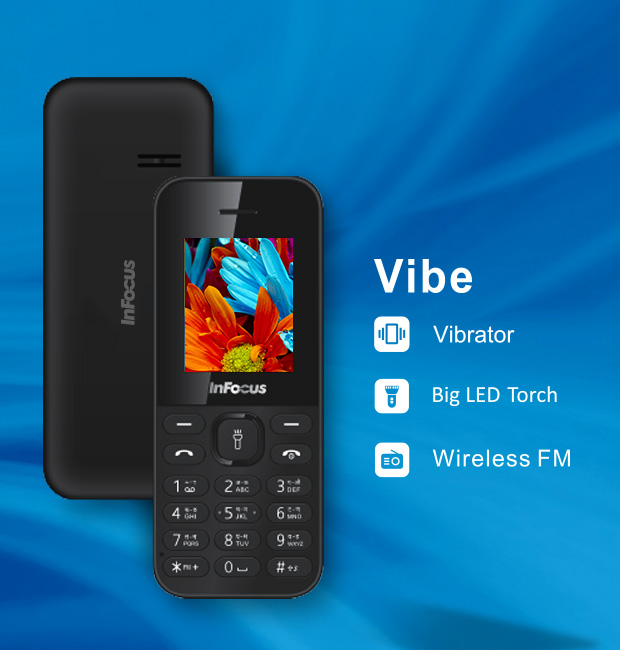 InFocus
InFocus
Vibe
Vibrator
Big LED Torch
Wireless FM
1
2 ABC
3 DEF
4 GHI
5 JKL
6 MNO
7 PQRS
8 TUV
9 WXYZ
* +
0
#